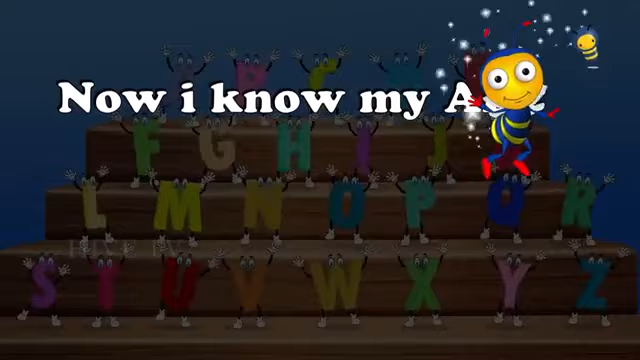 Now i know my A
F G H I J
L M N O P Q R
S T U V W X Y Z